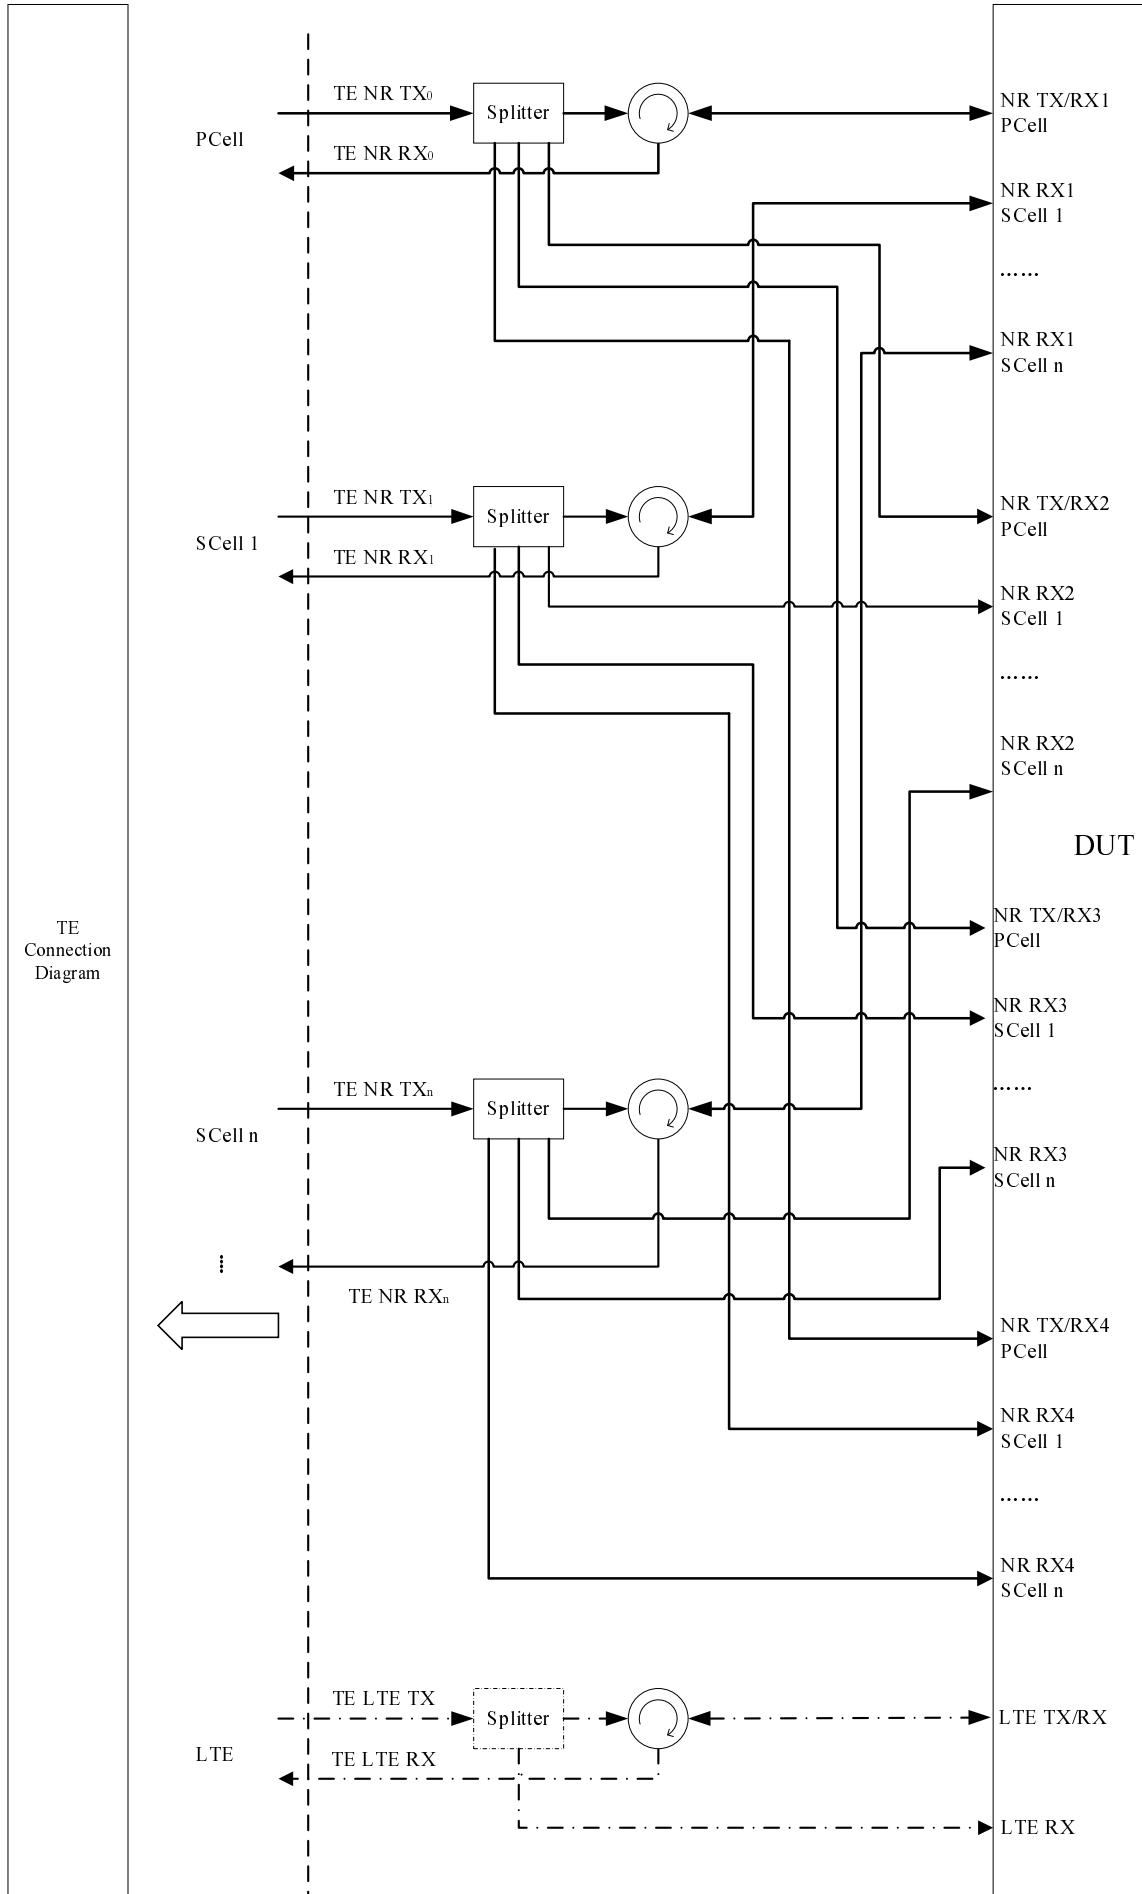 TE NR TX0
Splitter
NR TX/RX1
PCell
PCell
TE NR RX0
NR RX1
SCell 1
......
NR RX1
SCell n
TE NR TX1
Splitter
NR TX/RX2
PCell
SCell 1
TE NR RX1
NR RX2
SCell 1
......
NR RX2
SCell n
DUT
TE
Connection
Diagram
NR TX/RX3
PCell
NR RX3
SCell 1
......
TE NR TXn
Splitter
SCell n
NR RX3
SCell n
TE NR RXn
NR TX/RX4
PCell
NR RX4
SCell 1
......
NR RX4
SCell n
TE LTE TX
Splitter
LTE TX/RX
LTE
TE LTE RX
LTE RX